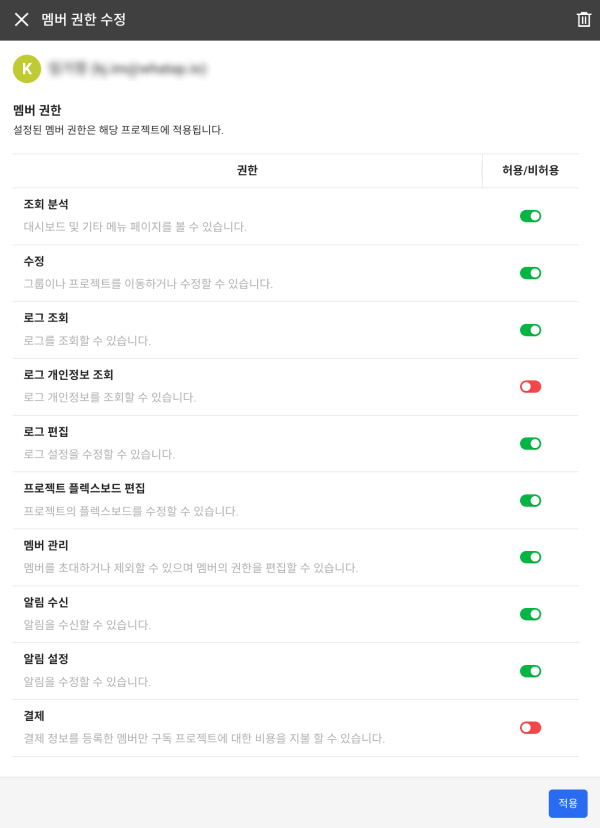 멤버 권한 수정
K
멤버 권한
설정된 멤버 권한은 해당 프로젝트에 적용됩니다.
권한 허용/비허용
조회 분석
대시보드 및 기타 메뉴 페이지를 볼 수 있습니다.
수정
그룹이나 프로젝트를 이동하거나 수정할 수 있습니다.
로그 조회
로그를 조회할 수 있습니다.
로그 개인정보 조회
로그 개인정보를 조회할 수 있습니다.
로그 편집
로그 설정을 수정할 수 있습니다.
프로젝트 플렉스보드 편집
프로젝트의 플렉스보드를 수정할 수 있습니다.
멤버 관리
멤버를 초대하거나 제외할 수 있으며 멤버의 권한을 편집할 수 있습니다.
알림 수신
알림을 수신할 수 있습니다.
알림 설정
알림을 수정할 수 있습니다.
결제
결제 정보를 등록한 멤버만 구독 프로젝트에 대한 비용을 지불 할 수 있습니다.
적용